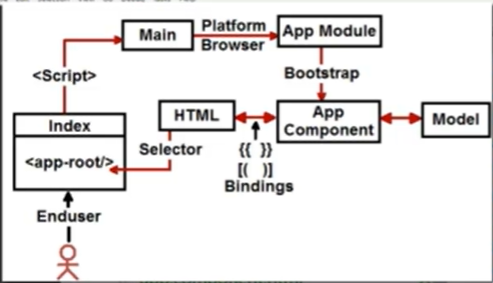 Main
Platform
Browser
App Module
<Script>
Bootstrap
Index
HTML
App
Component
Model
<app-root/>
Selector
{{ }}
[( )]
Bindings
Enduser